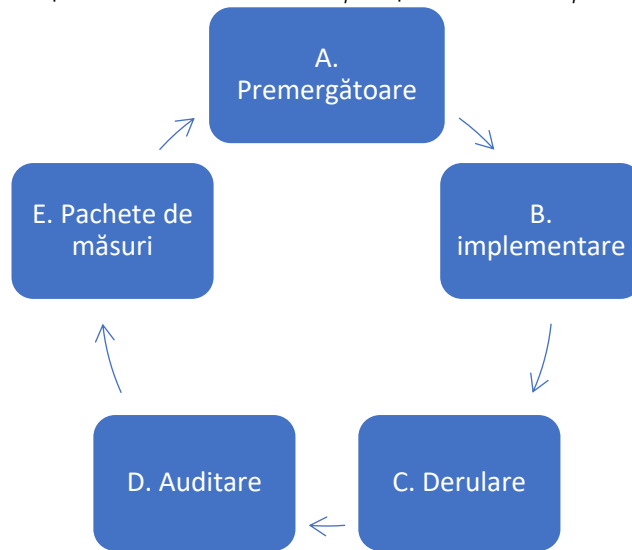 A.
Premergătoare
B.
implementare
C. Derulare
D. Auditare
E. Pachete de
măsuri